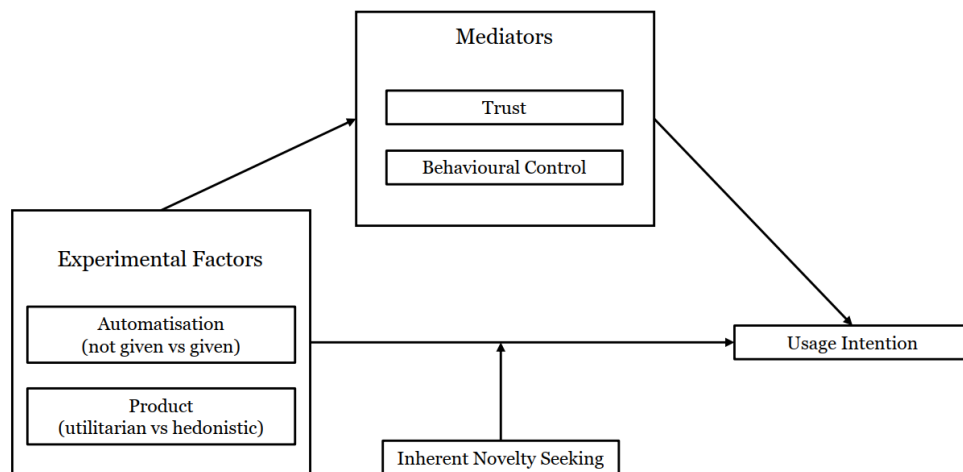 Mediators
Trust
Behavioural Control
Experimental Factors
Automatisation
(not given vs given)
Product
(utilitarian vs hedonistic)
Usage Intention
Inherent Novelty Seeking